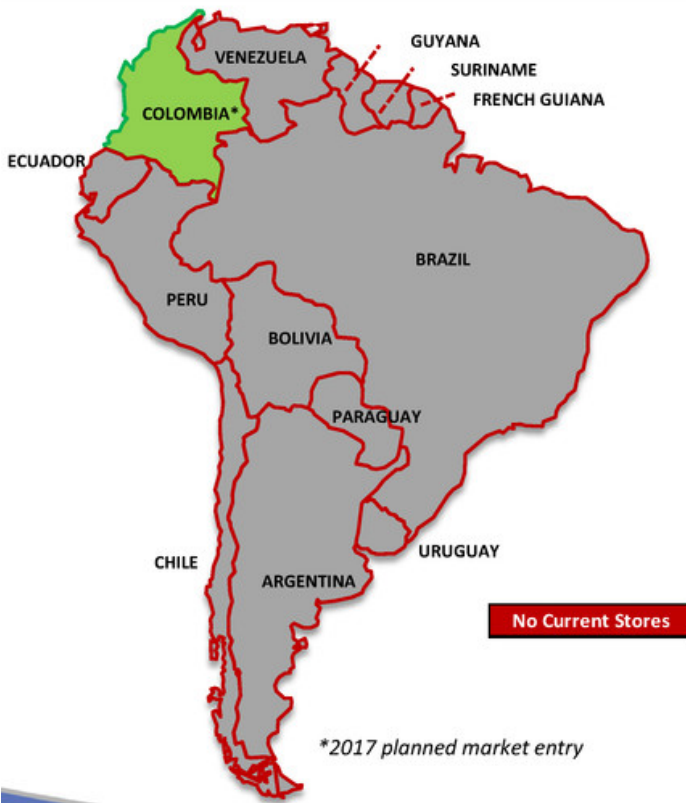 GUYANA
VENEZUELA
SURINAME
FRENCH GUIANA
COLOMBIA*
ECUADOR
BRAZIL
PERU
BOLIVIA
PARAGUAY
URUGUAY
CHILE
ARGENTINA
No Current Stores
*2017 planned market entry